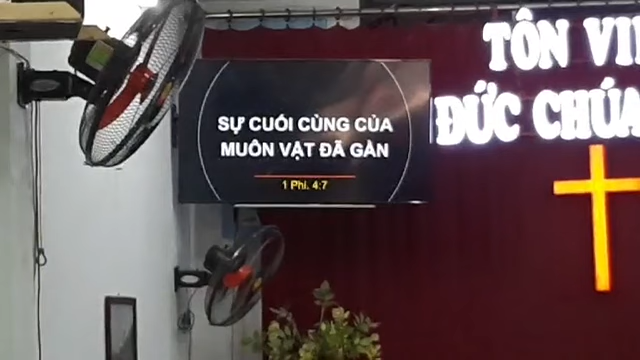 SỰ CUỐI CÙNG CỦA
MUÔN VẬT ĐÃ GẦN
1 Phi. 4:7
TÔN VI
ĐỨC CHÚA